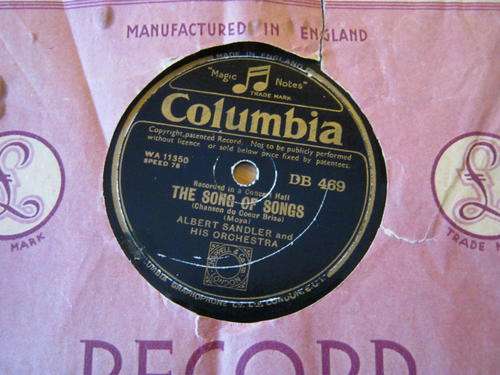 MANUFACTURED IN ENGLAND
MADE IN ENGLAND
"Magic Notes"
TRADE MARK
Columbia
Copyright, patented Record. Not to be publicly performed
without licence or sold below price fixed by patentees.
WA 11350
SPEED 78
DB 469
Recorded in a Concert Hall
THE SONG OF SONGS
(Chanson du Coeur Brise)
(Moya)
ALBERT SANDLER and
HIS ORCHESTRA
MARK
TRADE
RECORD